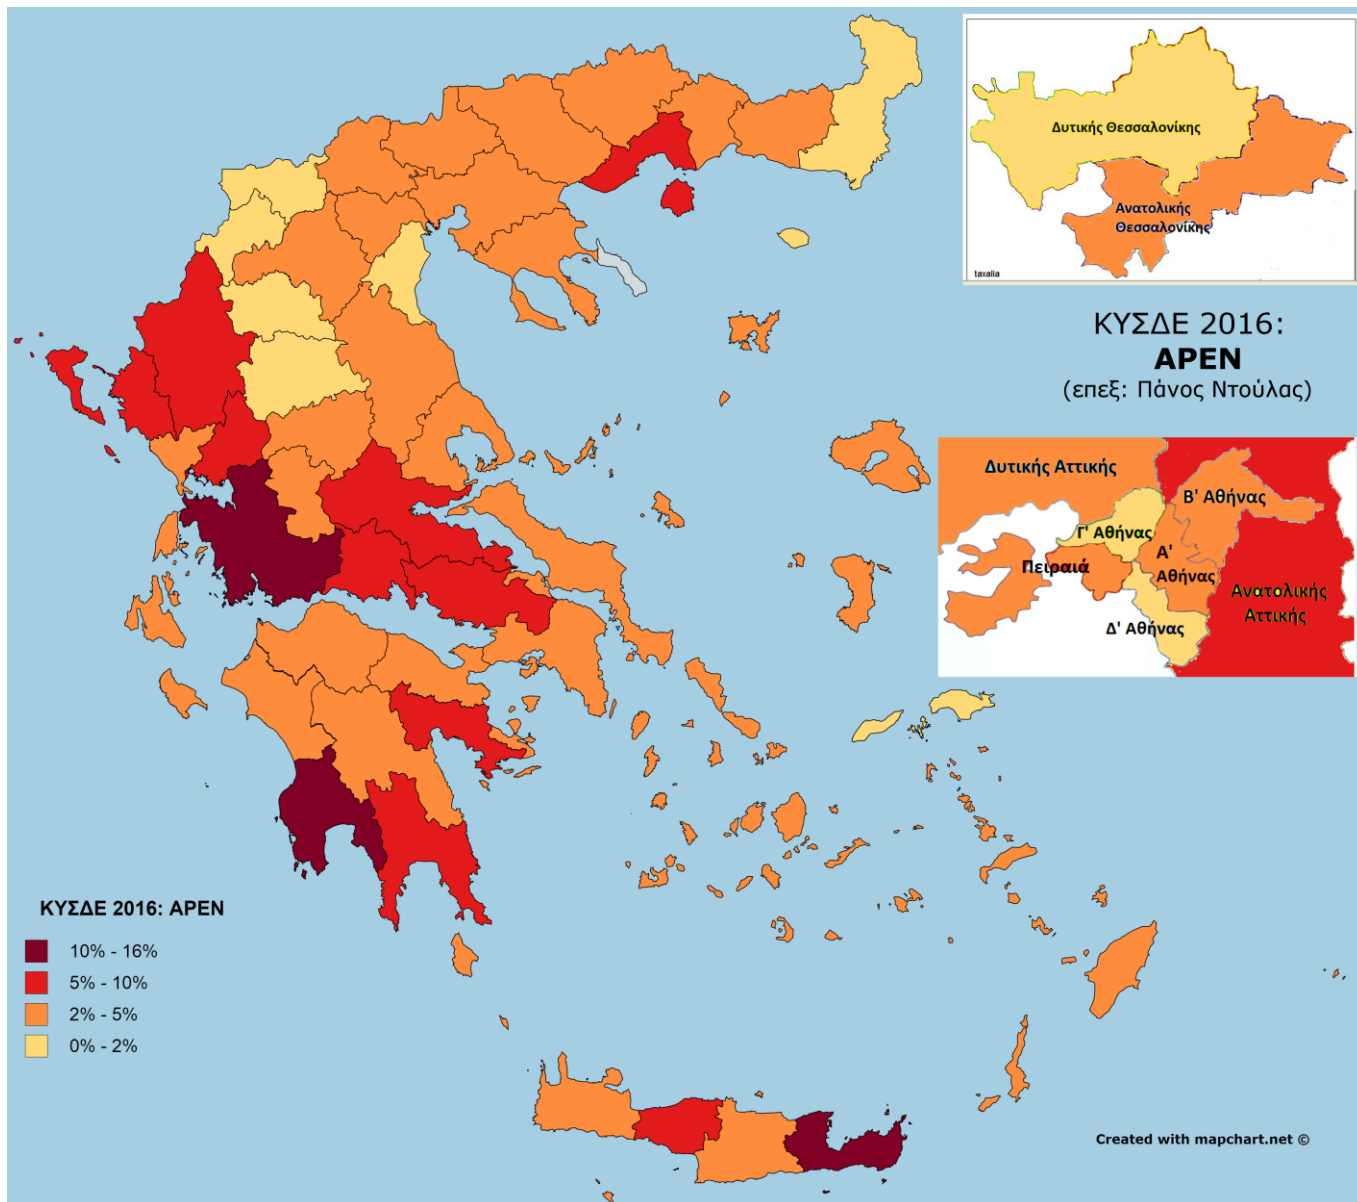 Δυτικής Θεσσαλονίκης
Ανατολικής
Θεσσαλονίκης
taxalia
ΚΥΣΔΕ 2016:
ΑΡΕΝ
(επεξ: Πάνος Ντούλας)
Δυτικής Αττικής
Β' Αθήνας
Γ' Αθήνας
Α'
Αθήνας
Πειραιά
Ανατολικής
Αττικής
Δ' Αθήνας
ΚΥΣΔΕ 2016: ΑΡΕΝ
10% - 16%
5% - 10%
2% - 5%
0% - 2%
Created with mapchart.net ©